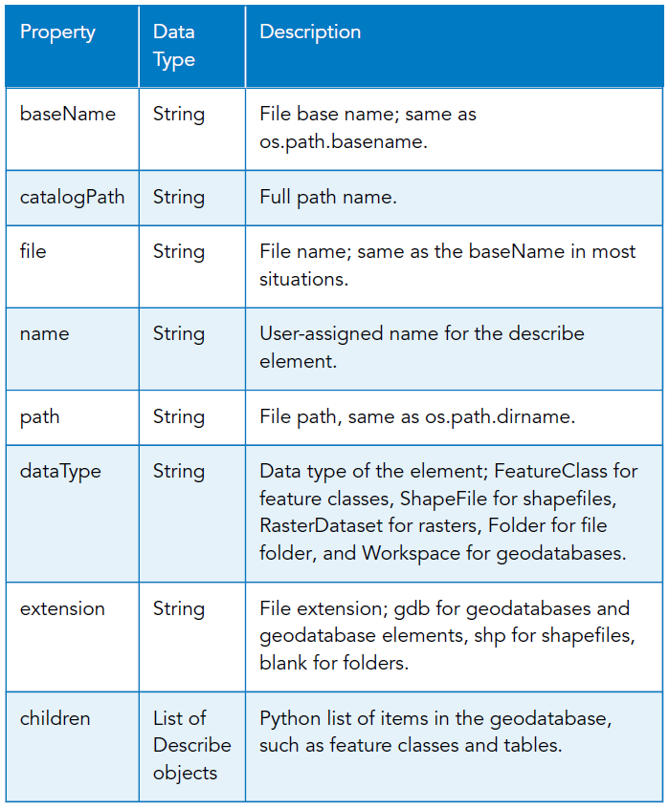 Property
Data
Type
Description
baseName
String
File base name; same as
os.path.basename.
catalogPath
String
Full path name.
file
String
File name; same as the baseName in most
situations.
name
String
User-assigned name for the describe
element.
path
String
File path, same as os.path.dirname.
dataType
String
Data type of the element; FeatureClass for
feature classes, ShapeFile for shapefiles,
RasterDataset for rasters, Folder for file
folder, and Workspace for geodatabases.
extension
String
File extension; gdb for geodatabases and
geodatabase elements, shp for shapefiles,
blank for folders.
children
List of
Describe
objects
Python list of items in the geodatabase,
such as feature classes and tables.